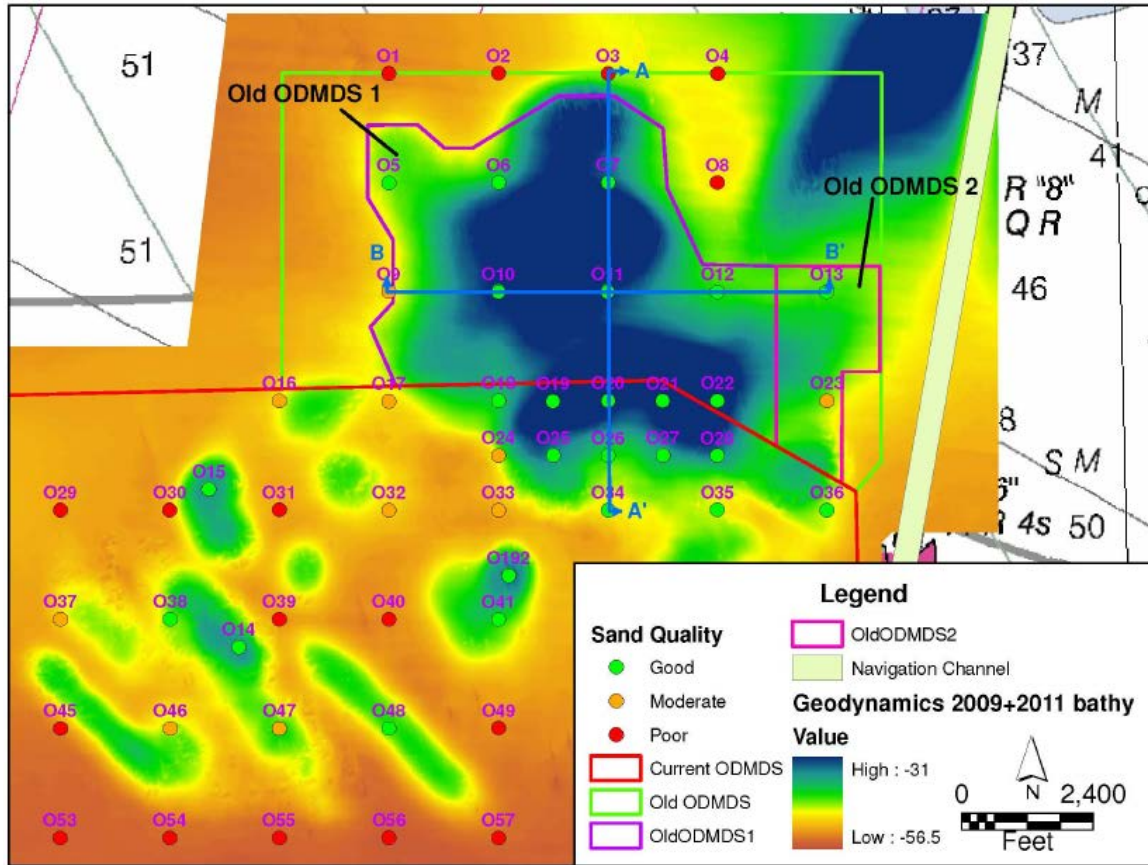 51
37
O1 O2 O3 O4
A
M
Old ODMDS 1
41
O5 O6 O7 O8
Old ODMDS 2
R "8"
Q R
51
B
B'
O9 O10 O11 O12 O13
46
O16 O17 O18 O19 O20 O21 O22 O23
8
O24 O25 O26 O27 O28
S M
O15
O29 O30 O31 O32 O33 O34 O35 O36
A'
R 4s 50
O192
O37 O38 O39 O40 O41
O14
O45 O46 O47 O48 O49
O53 O54 O55 O56 O57
Legend
Sand Quality
Good
Moderate
Poor
Current ODMDS
Old ODMDS
OldODMDS1
OldODMDS2
Navigation Channel
Geodynamics 2009+2011 bathy
Value
High : -31
Low : -56.5
N
0 2,400
Feet